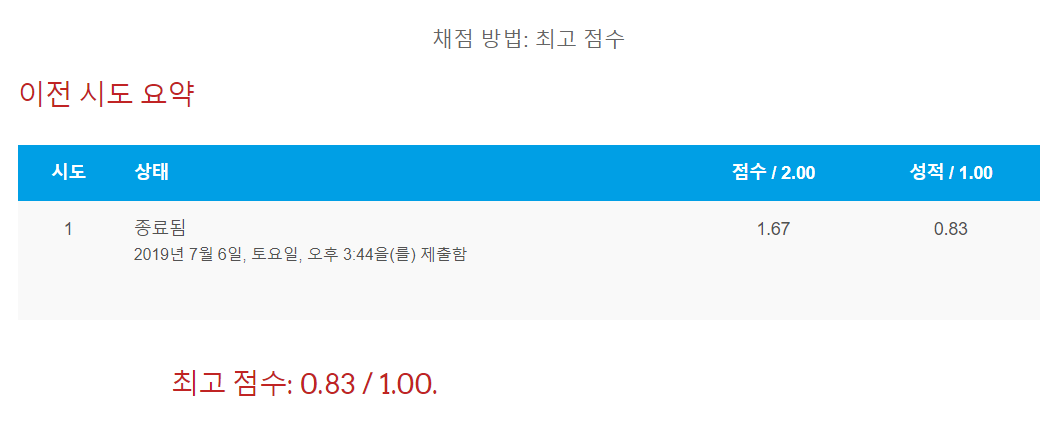 채점 방법: 최고 점수
이전 시도 요약
시도 상태 점수 / 2.00 성적 / 1.00
1 종료됨 1.67 0.83
2019년 7월 6일, 토요일, 오후 3:44을(를) 제출함
최고 점수: 0.83 / 1.00.